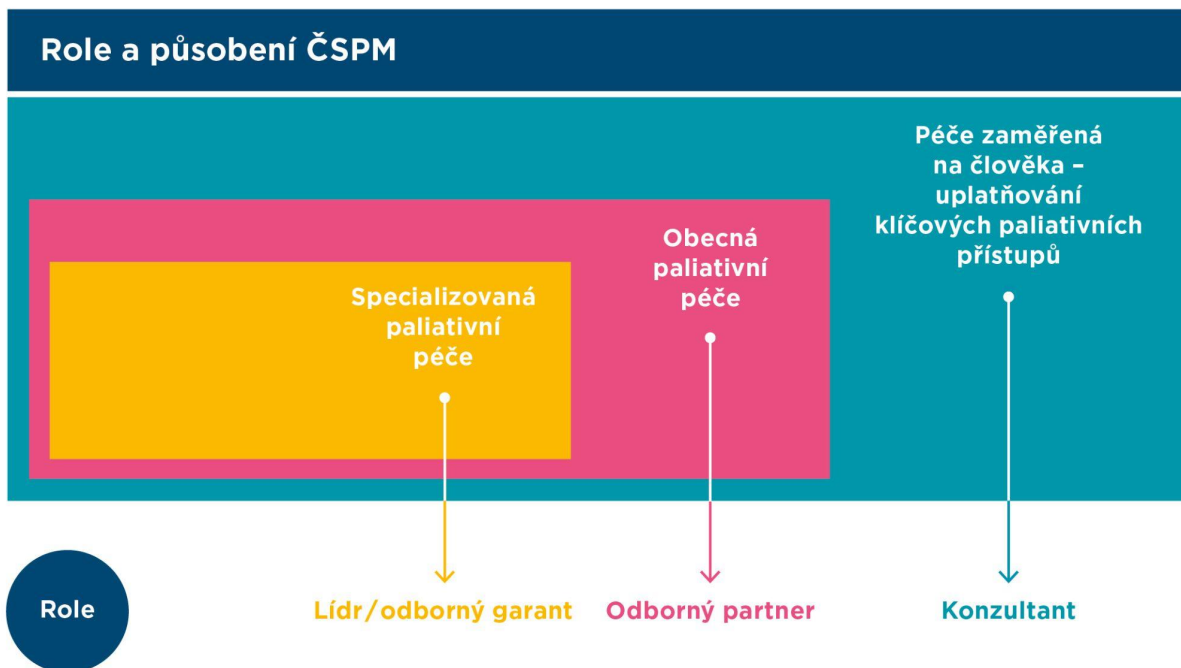 Role a působení ČSPM
Péče zaměřená
na člověka –
uplatňování
klíčových paliativních
přístupů
Obecná
paliativní
péče
Specializovaná
paliativní
péče
Role
Lídr/odborný garant
Odborný partner
Konzultant